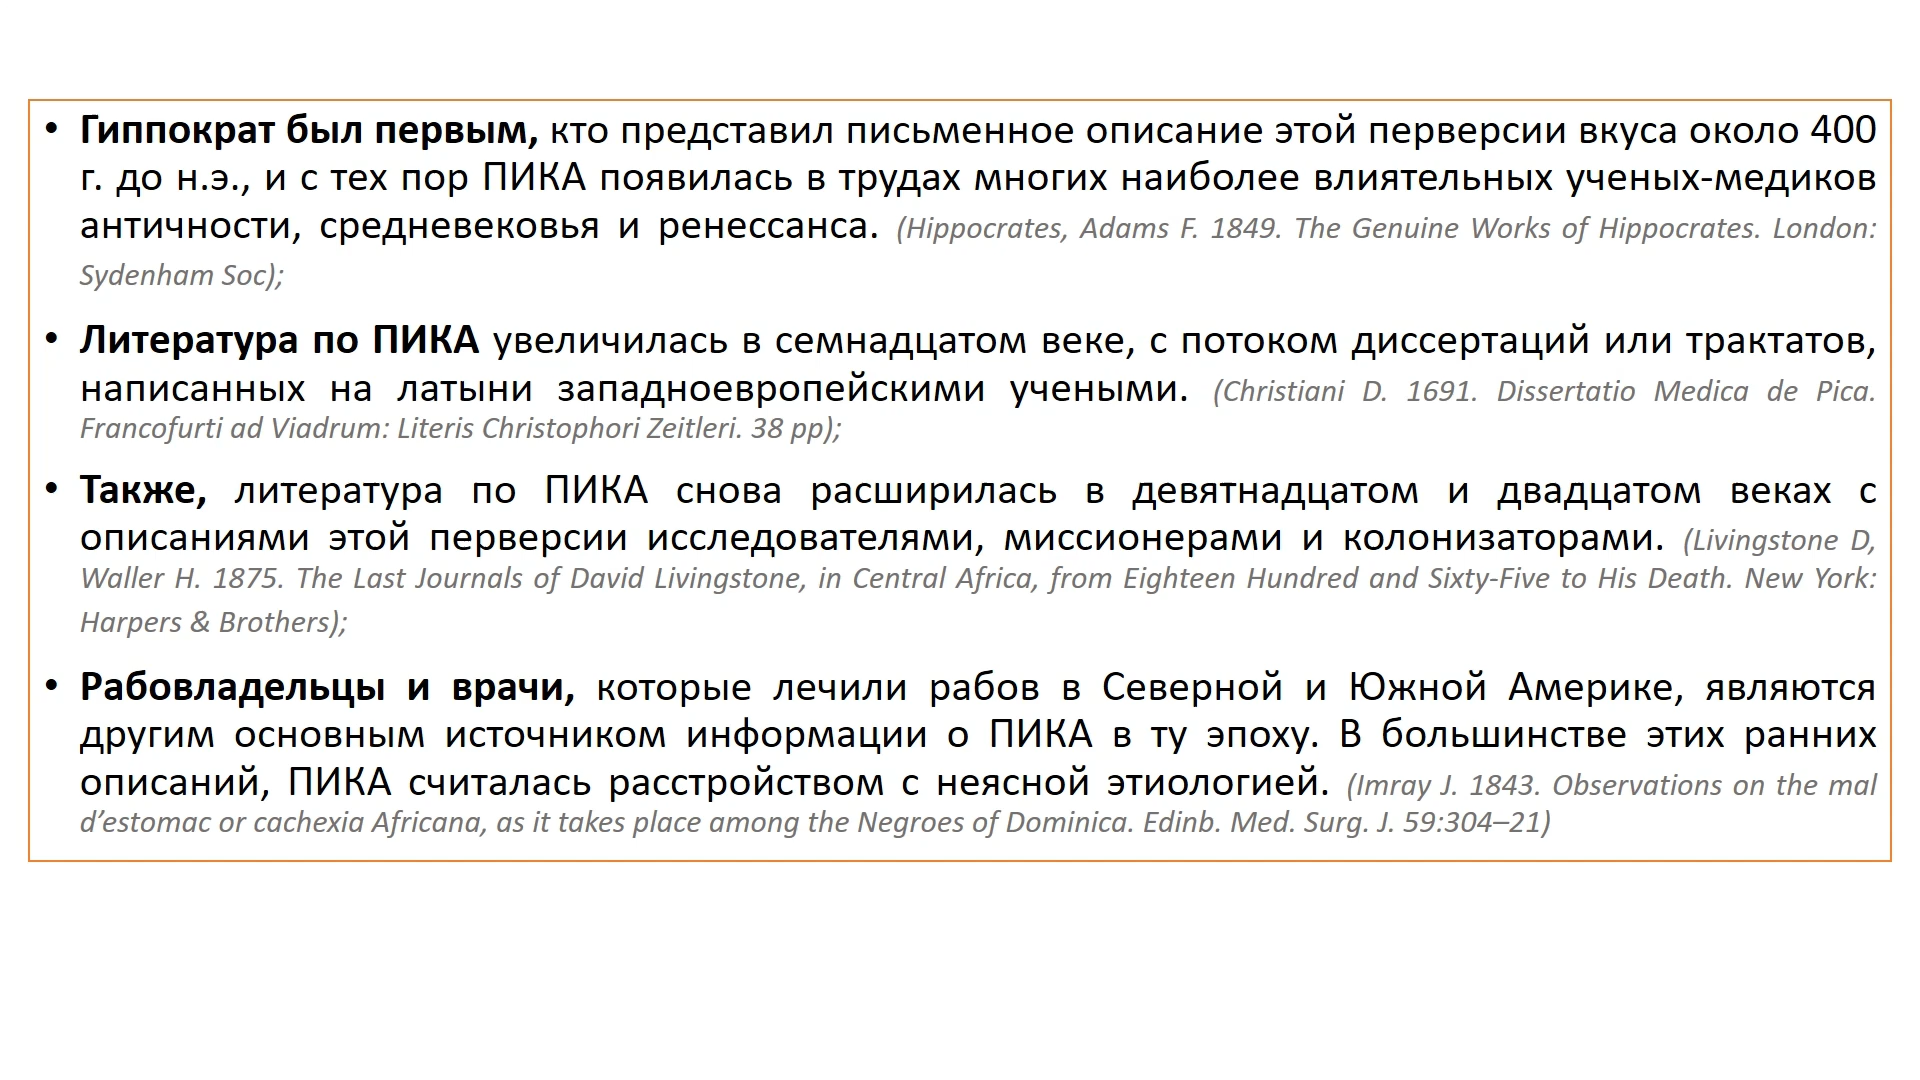 • Гиппократ был первым, кто представил письменное описание этой перверсии вкуса около 400
г. до н.э., и с тех пор ПИКА появилась в трудах многих наиболее влиятельных ученых-медиков
античности, средневековья и ренессанса. (Hippocrates, Adams F. 1849. The Genuine Works of Hippocrates. London:
Sydenham Soc);
• Литература по ПИКА увеличилась в семнадцатом веке, с потоком диссертаций или трактатов,
написанных на латыни западноевропейскими учеными. (Christiani D. 1691. Dissertatio Medica de Pica.
Francofurti ad Viadrum: Literis Christophori Zeitleri. 38 pp);
• Также, литература по ПИКА снова расширилась в девятнадцатом и двадцатом веках с
описаниями этой перверсии исследователями, миссионерами и колонизаторами. (Livingstone D,
Waller H. 1875. The Last Journals of David Livingstone, in Central Africa, from Eighteen Hundred and Sixty-Five to His Death. New York:
Harpers & Brothers);
• Рабовладельцы и врачи, которые лечили рабов в Северной и Южной Америке, являются
другим основным источником информации о ПИКА в ту эпоху. В большинстве этих ранних
описаний, ПИКА считалась расстройством с неясной этиологией. (Imray J. 1843. Observations on the mal
d’estomac or cachexia Africana, as it takes place among the Negroes of Dominica. Edinb. Med. Surg. J. 59:304–21)